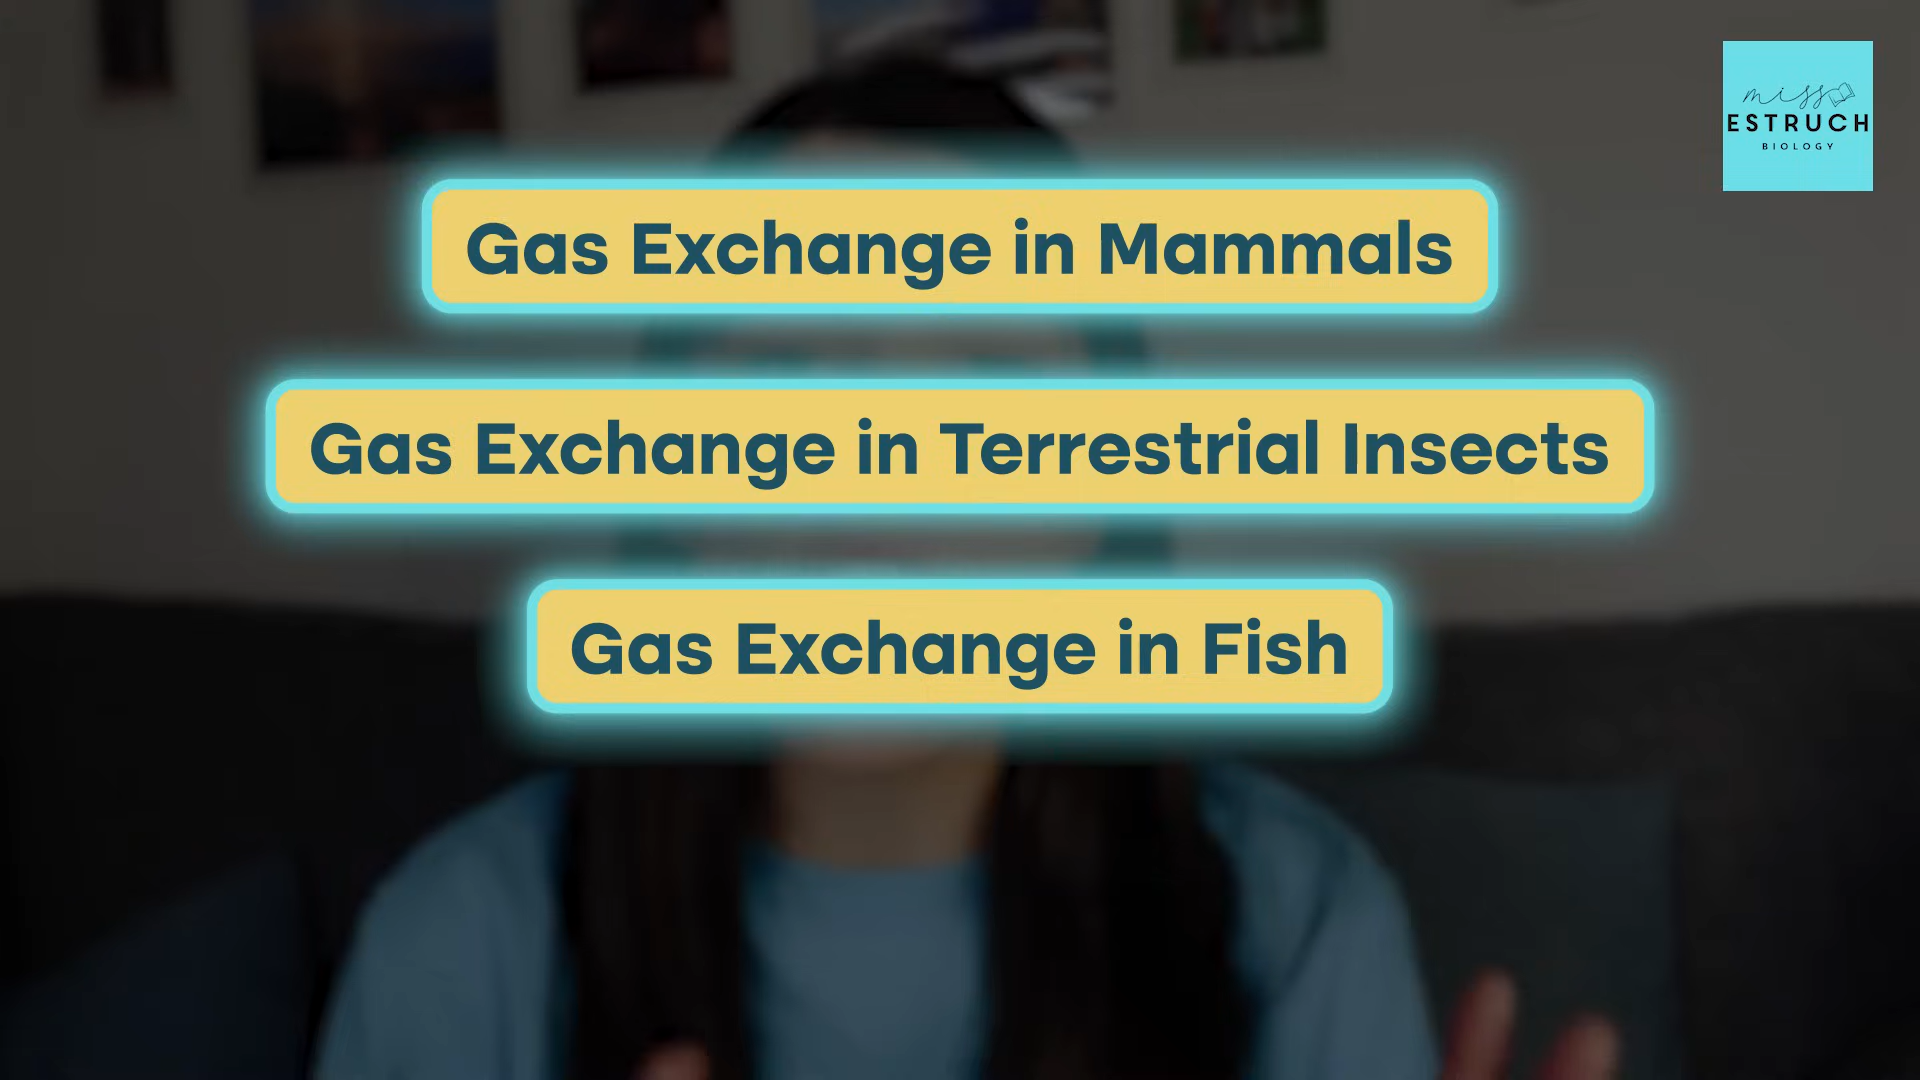 miss
ESTRUCH
BIOLOGY
Gas Exchange in Mammals
Gas Exchange in Terrestrial Insects
Gas Exchange in Fish